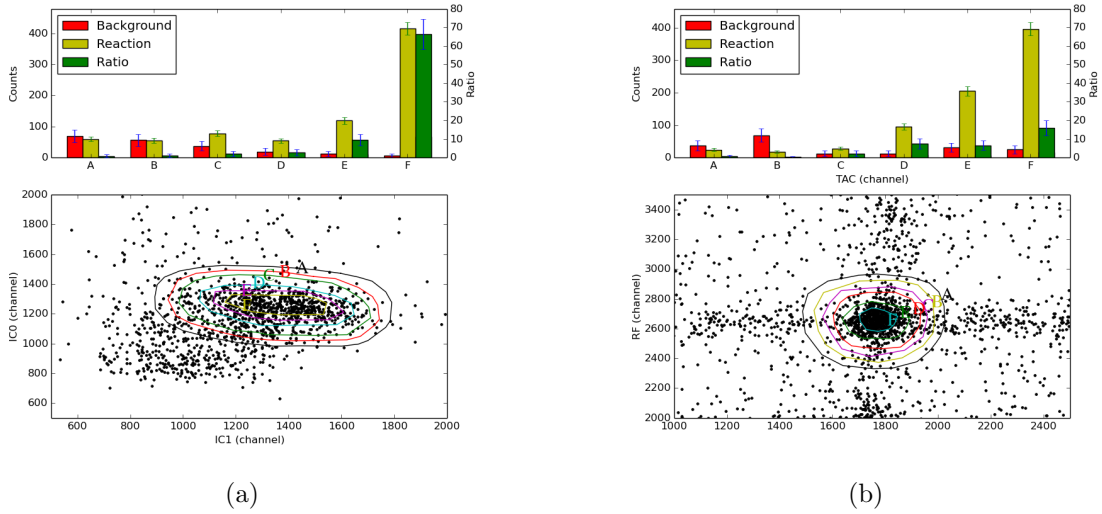 Background
Reaction
Ratio
Counts
400
300
200
100
0
80
70
60
50
40
30
20
10
0
Ratio
A B C D E F
2000
1800
1600
1400
1200
1000
800
600
IC0 (channel)
A
B
C
D
E
F
600 800 1000 1200 1400 1600 1800 2000
IC1 (channel)
(a)
Background
Reaction
Ratio
Counts
400
300
200
100
0
80
70
60
50
40
30
20
10
0
Ratio
A B C D E F
TAC (channel)
3400
3200
3000
2800
2600
2400
2200
2000
RF (channel)
A
B
1000 1200 1400 1600 1800 2000 2200 2400
(b)